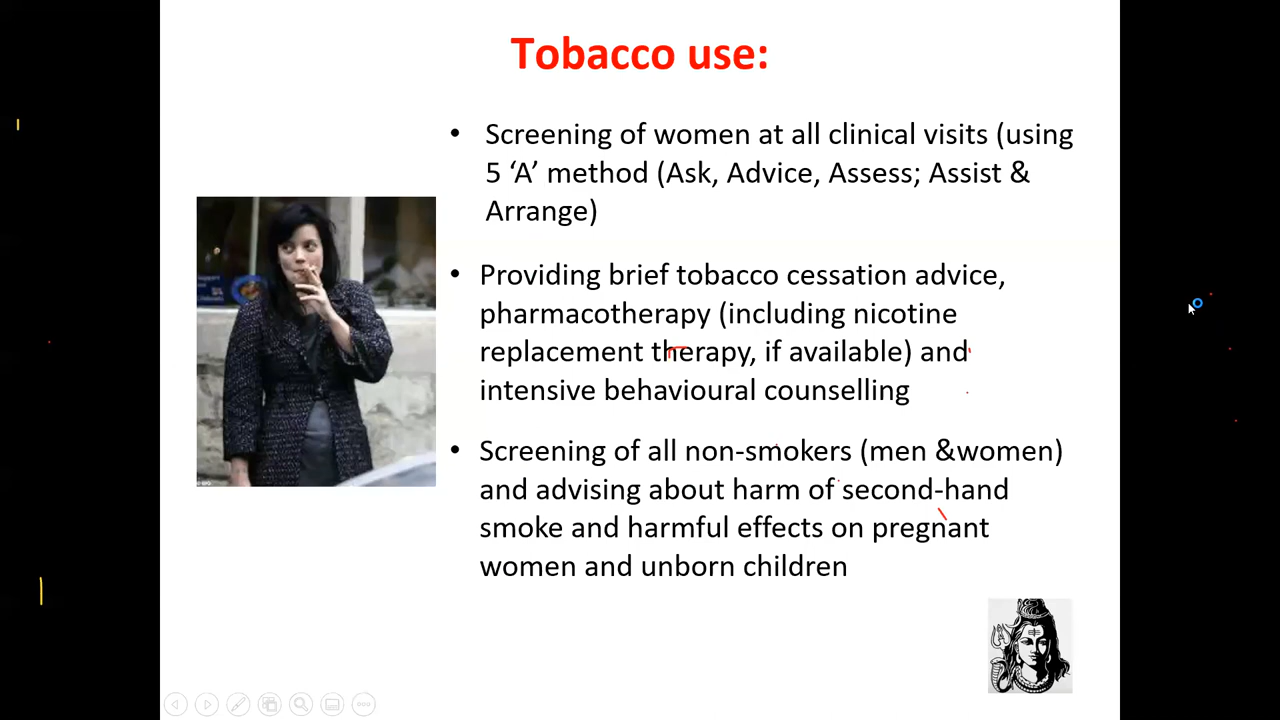 Tobacco use:
• Screening of women at all clinical visits (using
5 ‘A’ method (Ask, Advice, Assess; Assist &
Arrange)
• Providing brief tobacco cessation advice,
pharmacotherapy (including nicotine
replacement therapy, if available) and
intensive behavioural counselling
• Screening of all non-smokers (men &women)
and advising about harm of second-hand
smoke and harmful effects on pregnant
women and unborn children